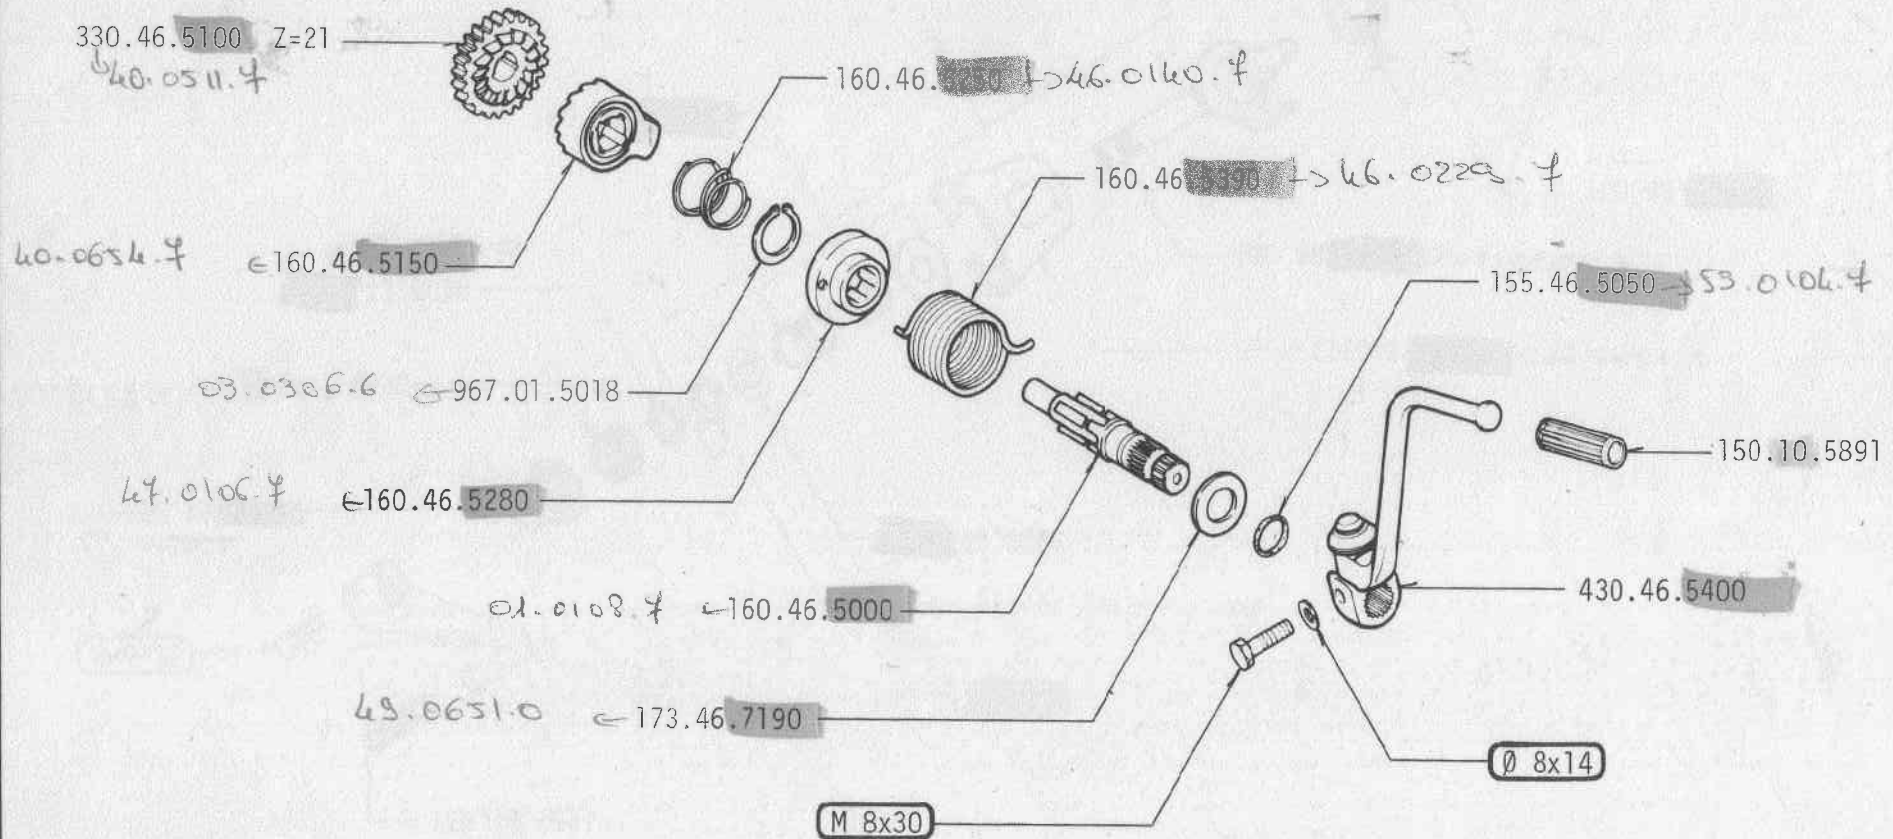 330.46.5100 Z=21
40.0511.7
160.46. → 46.0140.7
160.46.5390 → 46.0229.7
40.0654.7 ← 160.46.5150
155.46.5050 → 53.0104.7
03.0306.6 ← 967.01.5018
150.10.5891
47.0106.7 ← 160.46.5280
430.46.5400
01.0108.7 ← 160.46.5000
49.0651.0 ← 173.46.7190
Ø 8x14
M 8x30